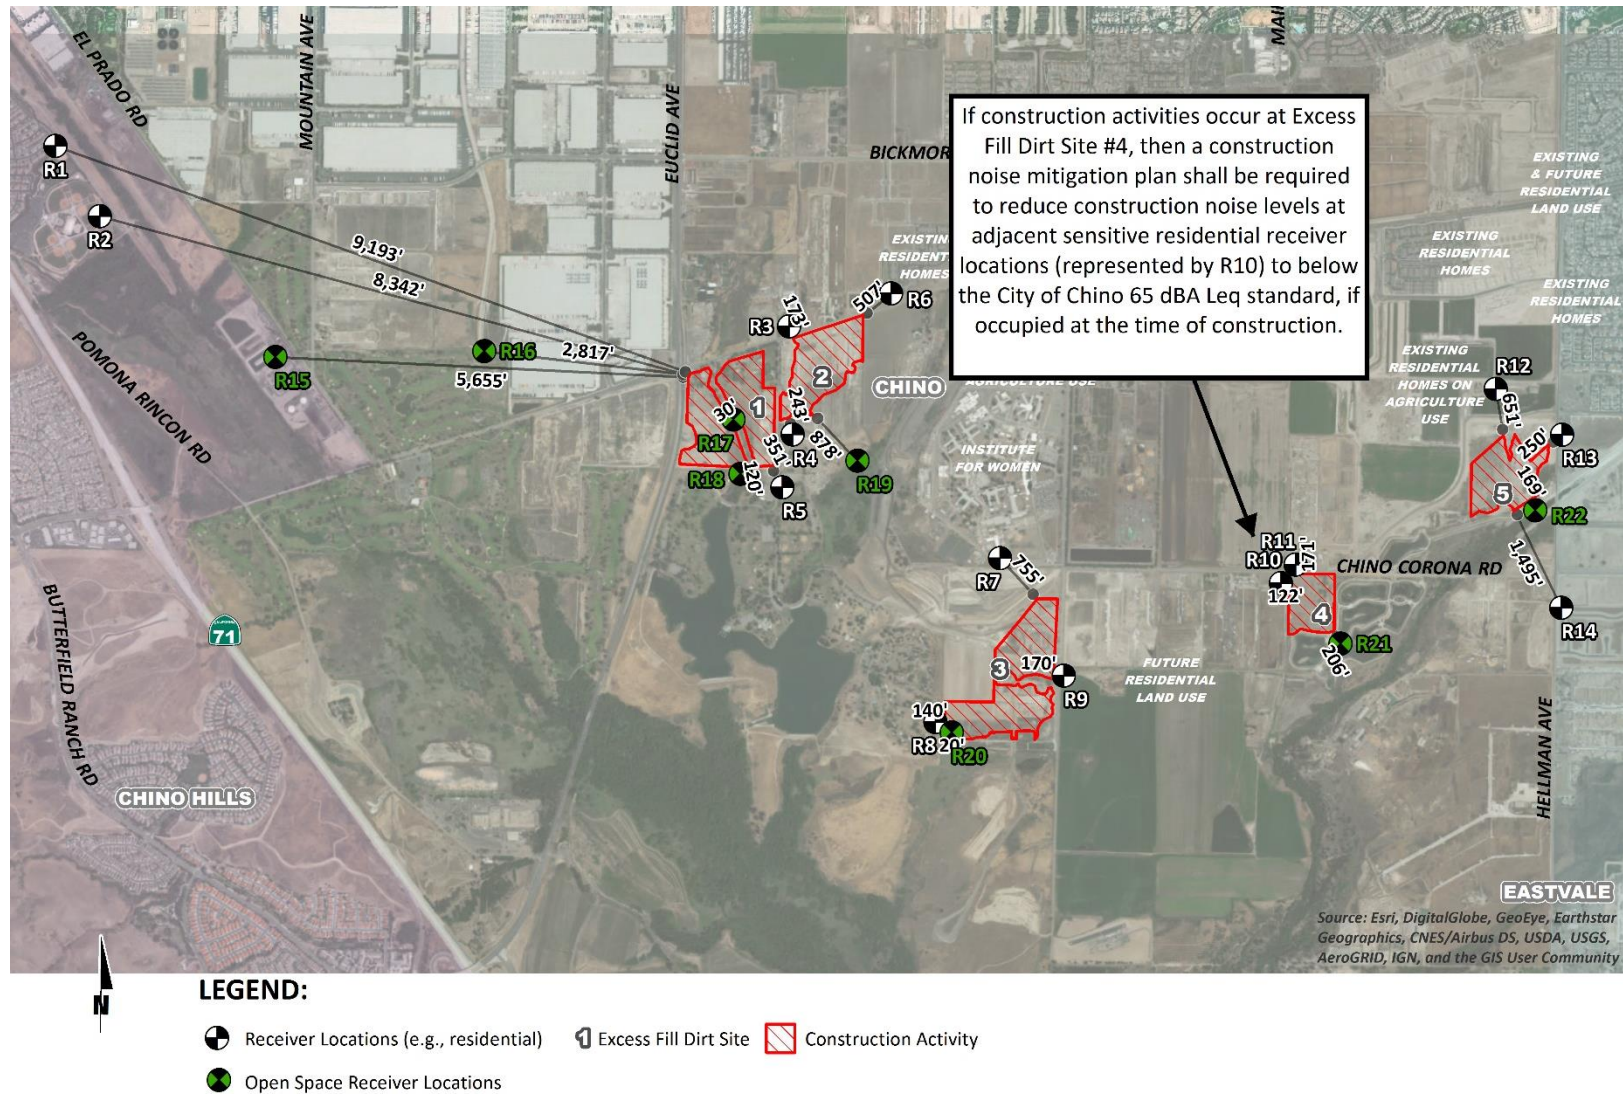 EL PRADO RD
MOUNTAIN AVE
EUCLID AVE
MAI
BICKMOR
If construction activities occur at Excess
Fill Dirt Site #4, then a construction
noise mitigation plan shall be required
to reduce construction noise levels at
adjacent sensitive residential receiver
locations (represented by R10) to below
the City of Chino 65 dBA Leq standard, if
occupied at the time of construction.
EXISTING
& FUTURE
RESIDENTIAL
LAND USE
EXISTING
RESIDENTIAL
HOMES
EXISTING
RESIDENTIAL
HOMES
EXISTIN
RESIDENT
HOMES
AGRICULTURE USE
R1
R2
9,193'
8,342'
R15
R16
2,817'
5,655'
R3
173'
507'
R6
2
CHINO
1
30'
R17
243'
R4
878'
R19
351'
R18
120'
R5
POMONA RINCON RD
INSTITUTE
FOR WOMEN
EXISTING
RESIDENTIAL
HOMES ON
AGRICULTURE
USE
R12
651'
250'
R13
169'
5
R22
1,495'
R14
R7
755'
R11
R10
171'
122'
4
CHINO CORONA RD
R21
206'
3
170'
R9
140'
R8
20'
R20
FUTURE
RESIDENTIAL
LAND USE
CALIFORNIA
71
BUTTERFIELD RANCH RD
CHINO HILLS
HELLMAN AVE
EASTVALE
Source: Esri, DigitalGlobe, GeoEye, Earthstar
Geographics, CNES/Airbus DS, USDA, USGS,
AeroGRID, IGN, and the GIS User Community
N
LEGEND:
Receiver Locations (e.g., residential)
1 Excess Fill Dirt Site
Construction Activity
Open Space Receiver Locations